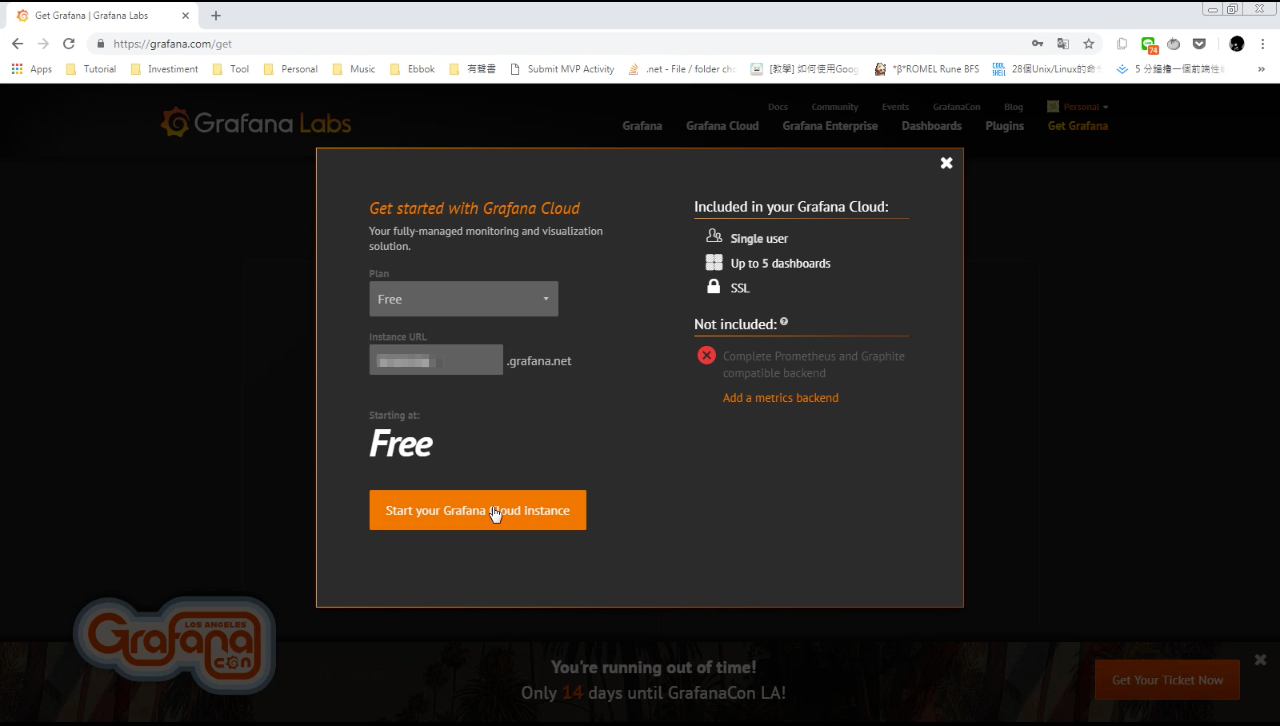 Get Grafana | Grafana Labs
https://grafana.com/get
74
Apps Tutorial Investiment Tool Personal Music Ebbok 有聲書 Submit MVP Activity .net - File / folder cho [教學] 如何使用Goog *β*ROMEL Rune BFS 28個Unix/Linux的命令 5 分鐘擼一個前端性
Docs Community Events GrafanaCon Blog Personal
Grafana Labs
Grafana Grafana Cloud Grafana Enterprise Dashboards Plugins Get Grafana
Get started with Grafana Cloud
Your fully-managed monitoring and visualization
solution.
Plan
Free
Instance URL
.grafana.net
Starting at:
Free
Start your Grafana Cloud instance
Included in your Grafana Cloud:
Single user
Up to 5 dashboards
SSL
Not included:
Complete Prometheus and Graphite
compatible backend
Add a metrics backend
LOS ANGELES
Grafana
con
You're running out of time!
Only 14 days until GrafanaCon LA!
Get Your Ticket Now